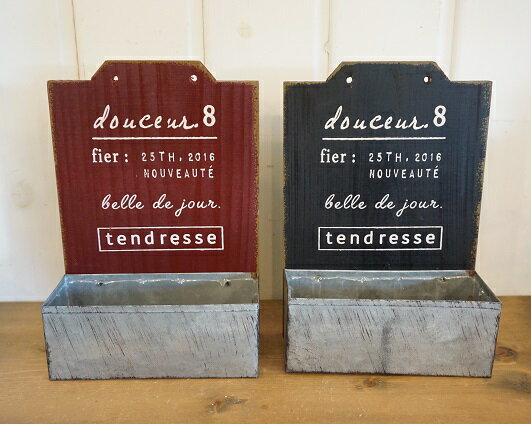 douceur. 8
fier : 25TH, 2016
NOUVEAUTÉ
belle de jour.
tendresse
douceur. 8
fier : 25TH, 2016
NOUVEAUTÉ
belle de jour.
tendresse